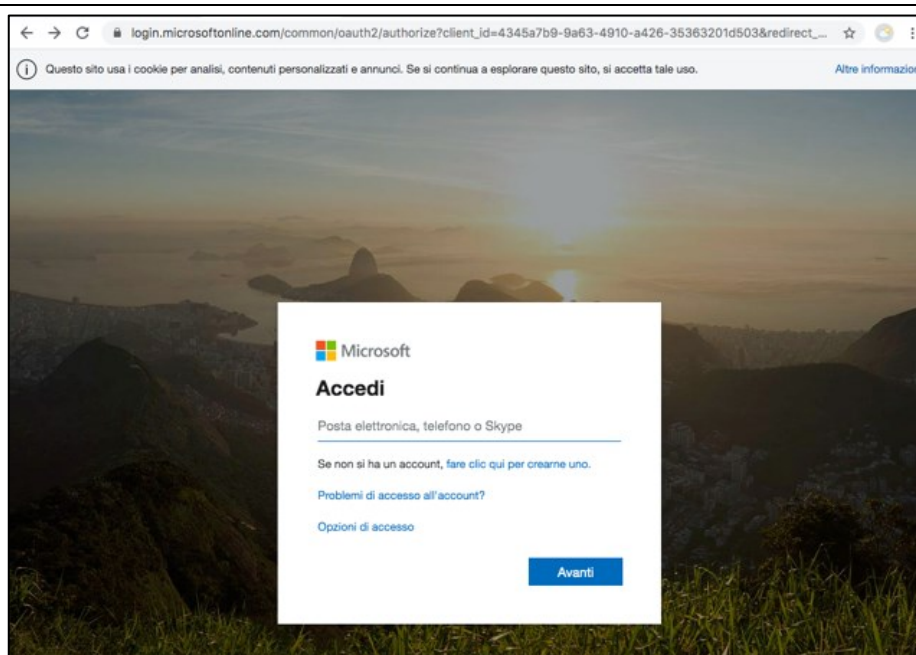 login.microsoftonline.com/common/oauth2/authorize?client_id=4345a7b9-9a63-4910-a426-35363201d503&redirect_...
Questo sito usa i cookie per analisi, contenuti personalizzati e annunci. Se si continua a esplorare questo sito, si accetta tale uso. Altre informazion
Microsoft
Accedi
Posta elettronica, telefono o Skype
Se non si ha un account, fare clic qui per crearne uno.
Problemi di accesso all'account?
Opzioni di accesso
Avanti